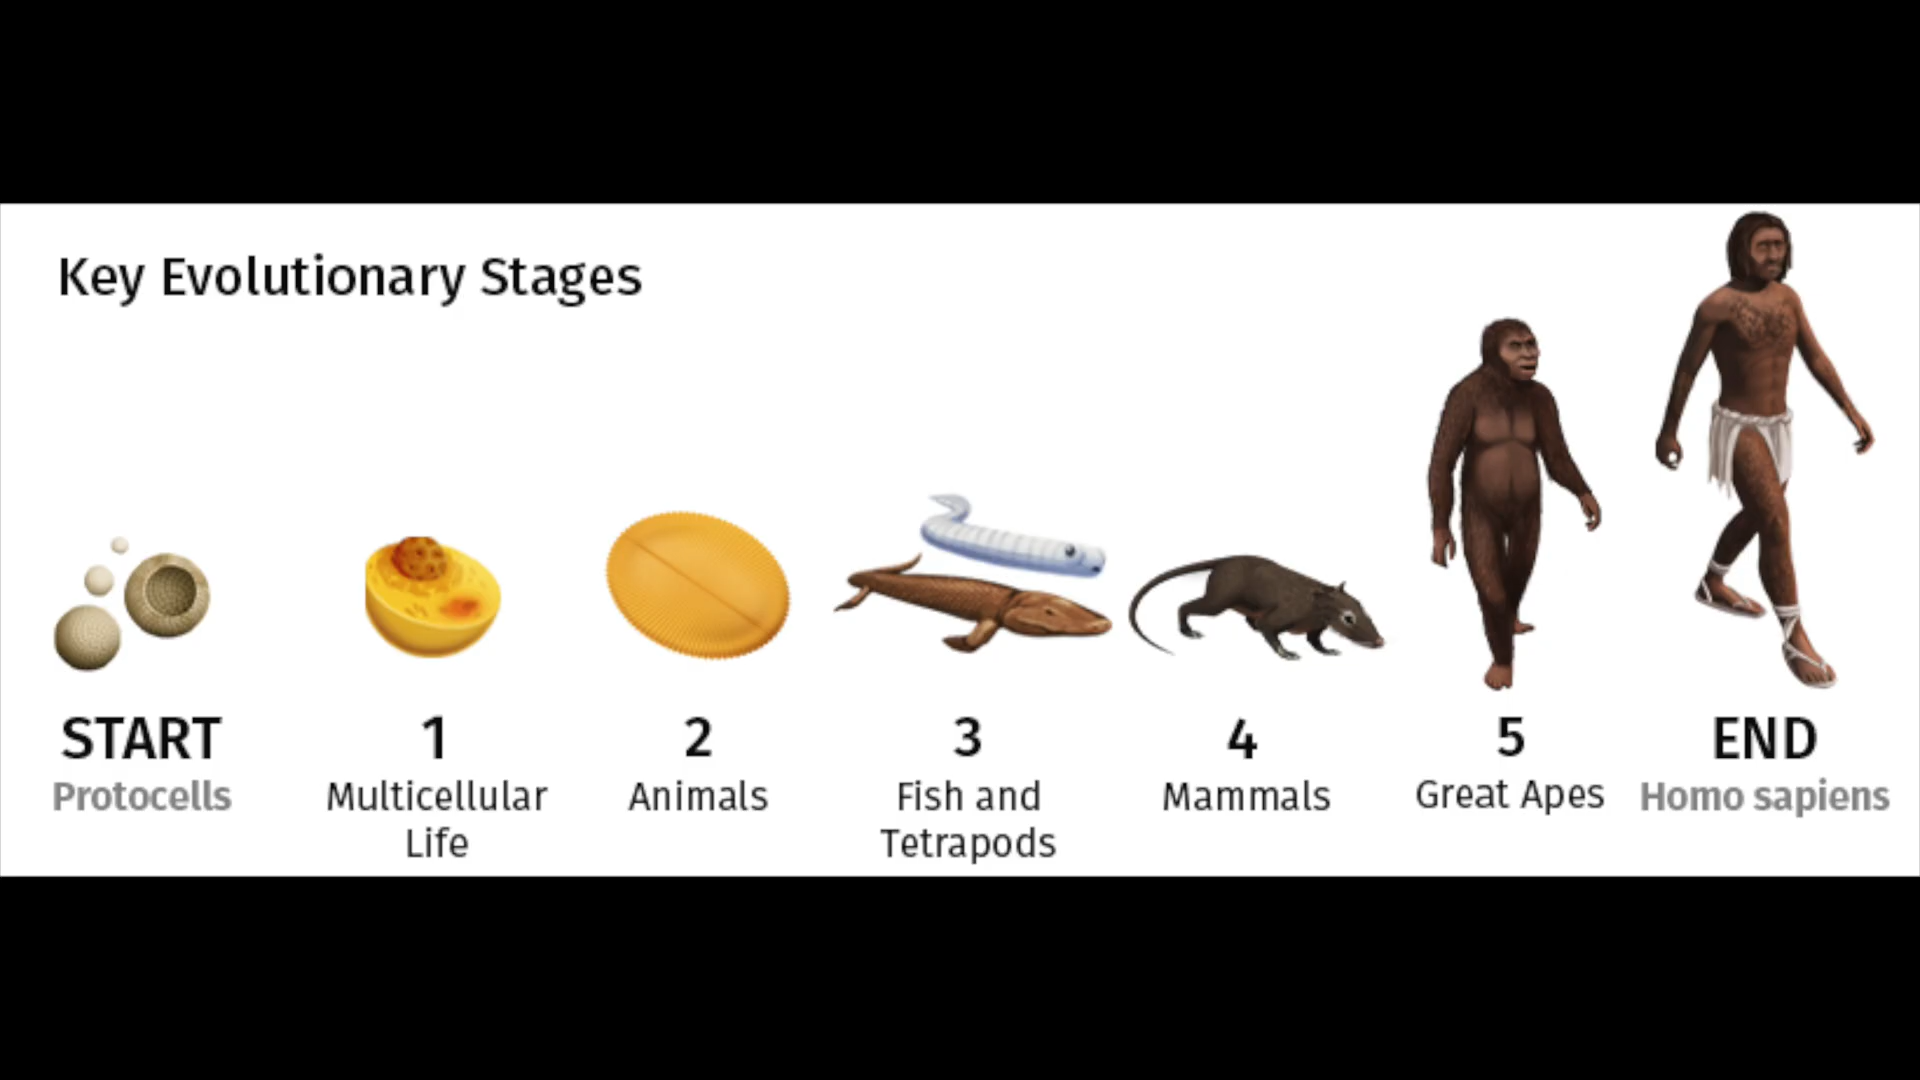 Key Evolutionary Stages
START
Protocells
1
Multicellular
Life
2
Animals
3
Fish and
Tetrapods
4
Mammals
5
Great Apes
END
Homo sapiens